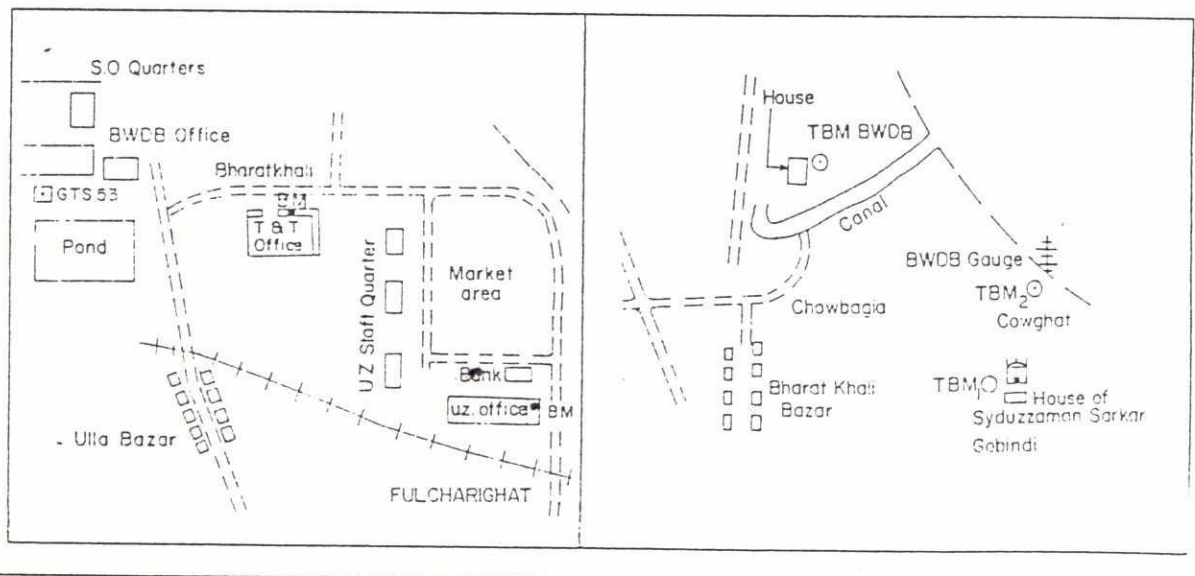 S.O Quarters
BWDB Office
GTS 53
Pond
Bharatkhali
T & T
Office
UZ Staff Quarter
Market
area
Bank
uz. office
BM
Ulla Bazar
FULCHARIGHAT
House
TBM BWDB
Canal
BWDB Gauge
TBM2
Cowghat
Chowbagia
Bharat Khali
Bazar
TBM1
House of
Syduzzaman Sarkar
Gobindi